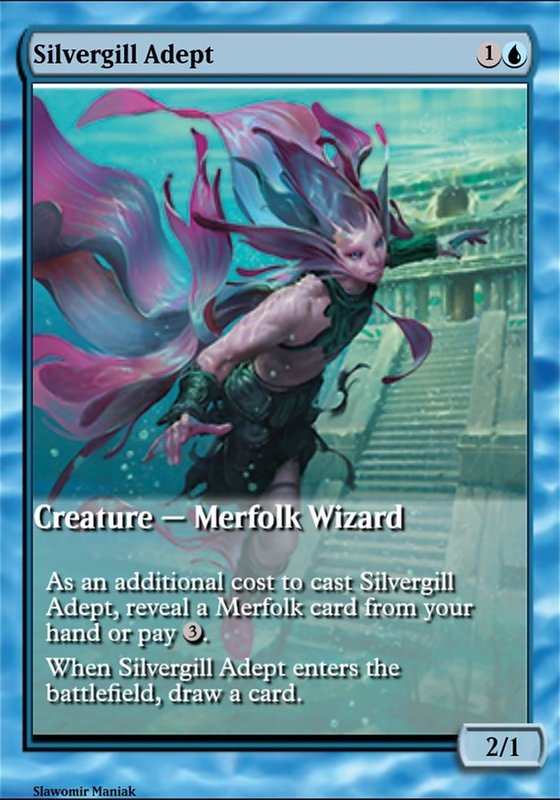 Silvergill Adept 1
Creature — Merfolk Wizard
As an additional cost to cast Silvergill
Adept, reveal a Merfolk card from your
hand or pay 3.
When Silvergill Adept enters the
battlefield, draw a card.
2/1
Slawomir Maniak